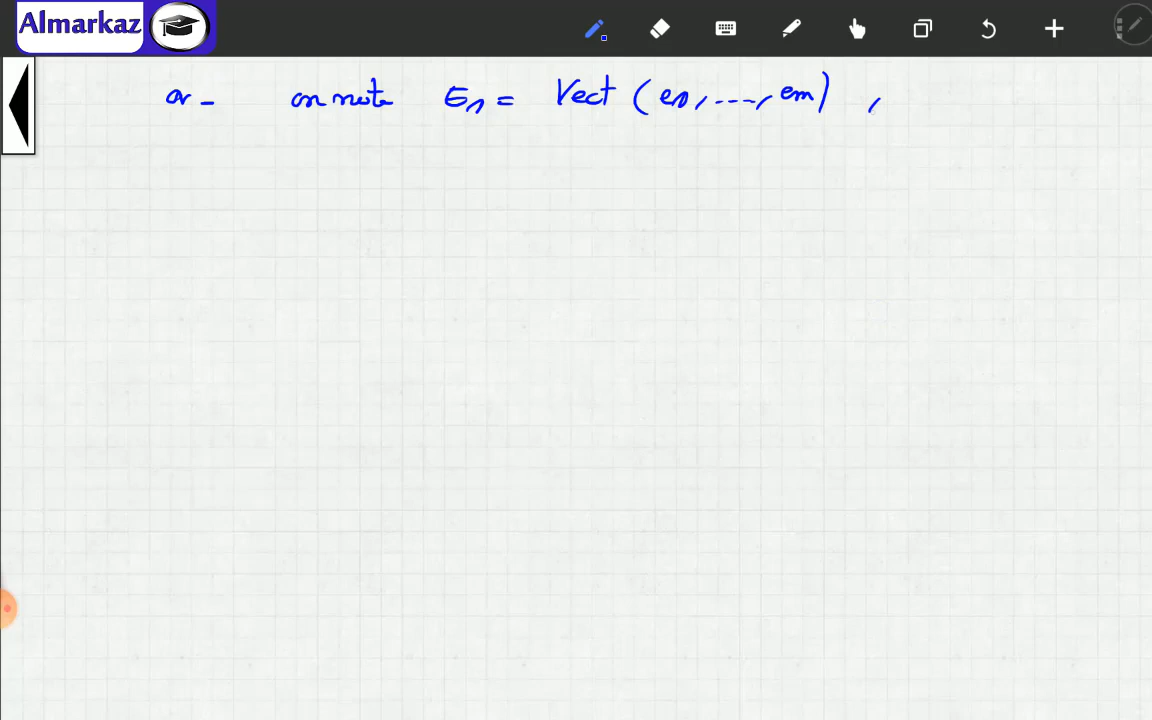 Almarkaz
a- on note E₁ = Vect (e₁, ..., em) ,